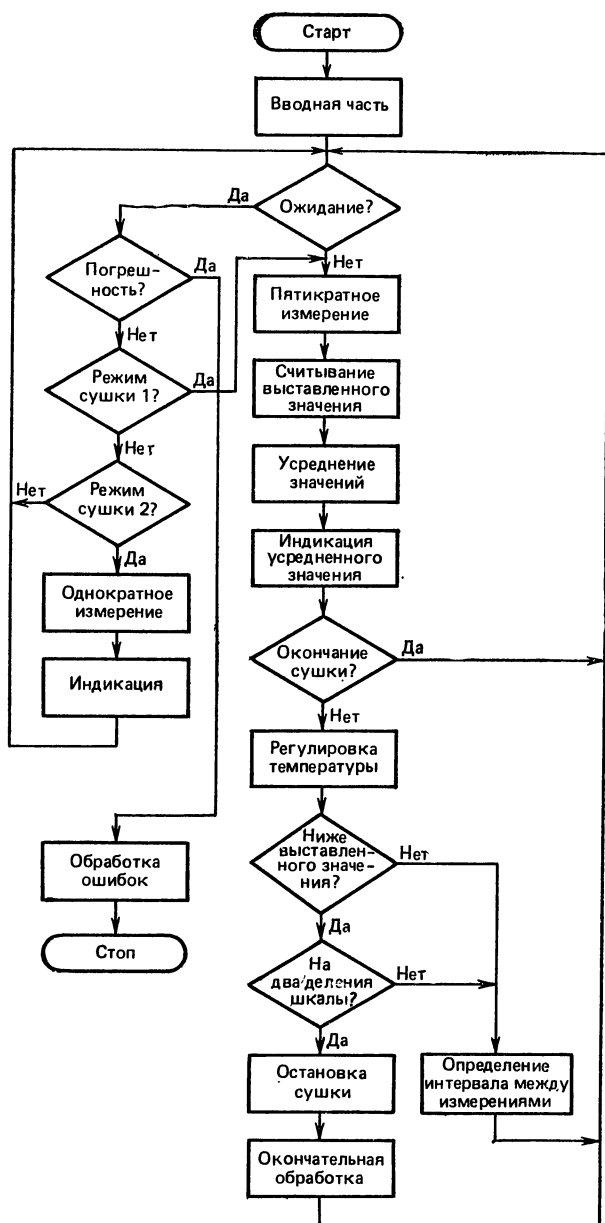 Старт
Вводная часть
Да
Ожидание?
Нет
Погреш-
ность?
Да
Нет
Пятикратное
измерение
Режим
сушки 1?
Да
Нет
Считывание
выставленного
значения
Нет
Режим
сушки 2?
Да
Усреднение
значений
Однократное
измерение
Индикация
усредненного
значения
Индикация
Окончание
сушки?
Да
Нет
Регулировка
температуры
Обработка
ошибок
Стоп
Ниже
выставлен-
ного значе-
ния?
Нет
Да
На
два деления
шкалы?
Нет
Да
Остановка
сушки
Определение
интервала между
измерениями
Окончательная
обработка